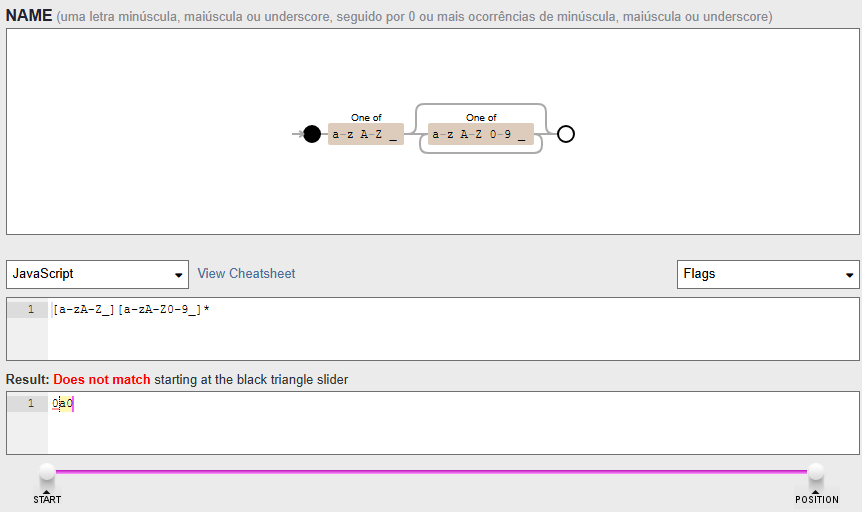 NAME (uma letra minúscula, maiúscula ou underscore, seguido por 0 ou mais ocorrências de minúscula, maiúscula ou underscore)
One of One of
a-z A-Z _ a-z A-Z 0-9 _
JavaScript View Cheatsheet Flags
1 [a-zA-Z_][a-zA-Z0-9_]*
Result: Does not match starting at the black triangle slider
1 0a0
START POSITION